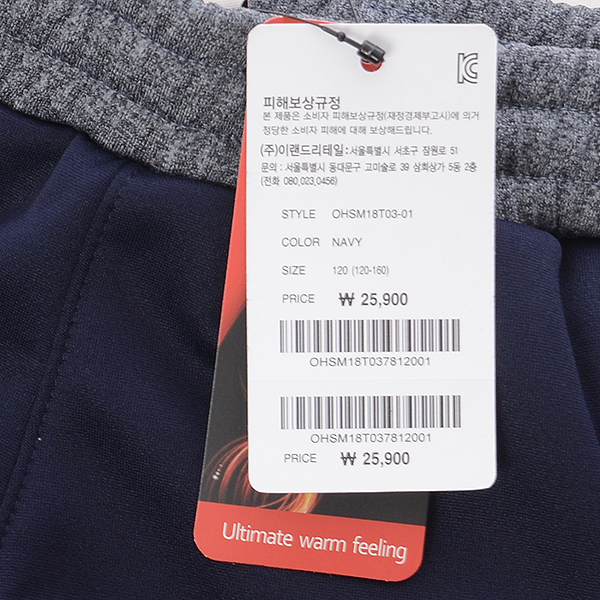 피해보상규정
본 제품은 소비자 피해보상규정(재정경제부고시)에 의거
정당한 소비자 피해에 대해 보상해드립니다.
(주)이랜드리테일:서울특별시 서초구 잠원로 51
문의 : 서울특별시 동대문구 고미술로 39 삼화상가 5동 2층
(전화 080,023,0456)
STYLE OHSM18T03-01
COLOR NAVY
SIZE 120 (120-160)
PRICE ₩ 25,900
OHSM18T037812001
OHSM18T037812001
PRICE ₩ 25,900
Ultimate warm feeling